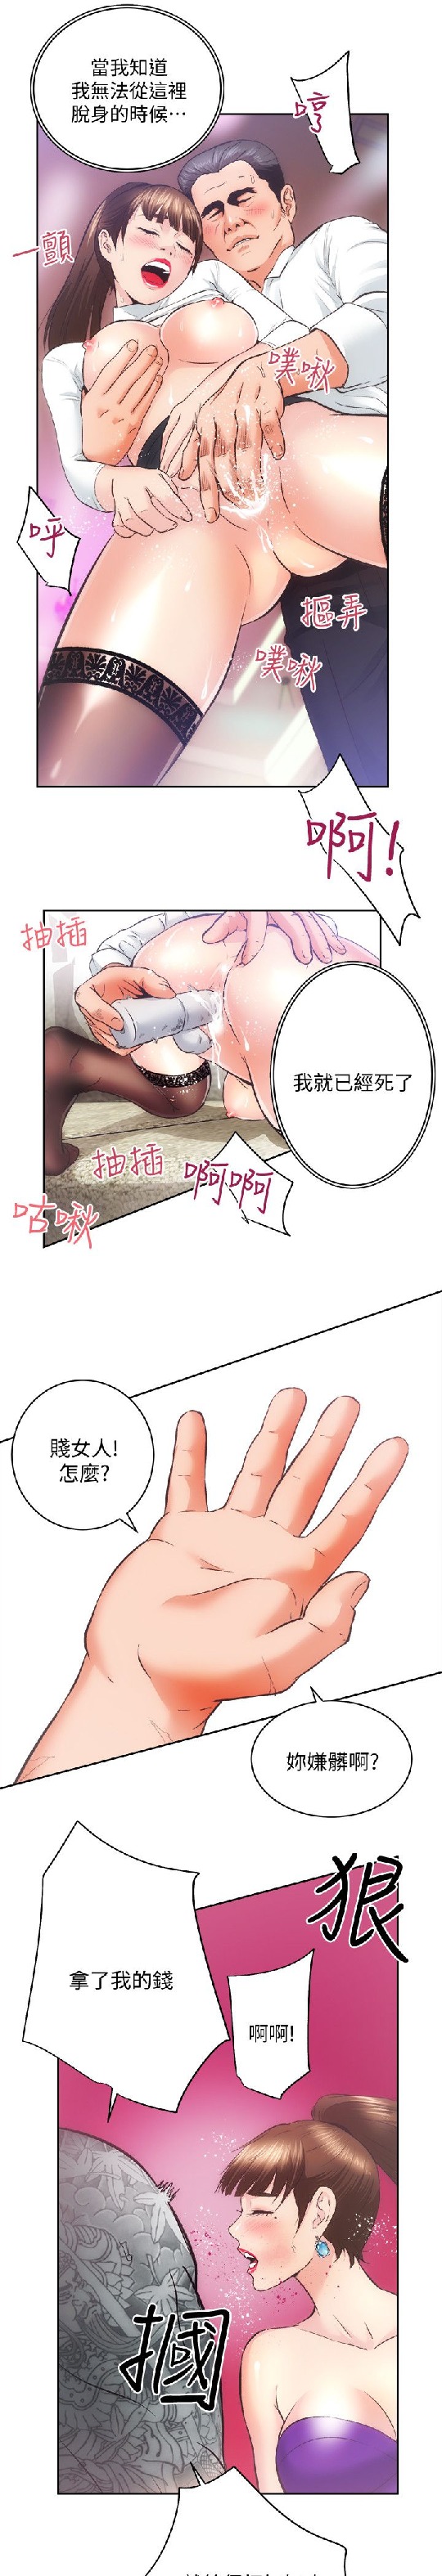 當我知道
我無法從這裡
脫身的時候…
哼
一顫
噗啾
呼
摳弄
噗啾
啊!
抽插
我就已經死了
抽插
啊啊
咕啾
賤女人!
怎麼?
妳嫌髒啊?
狠
拿了我的錢
啊啊!
摑